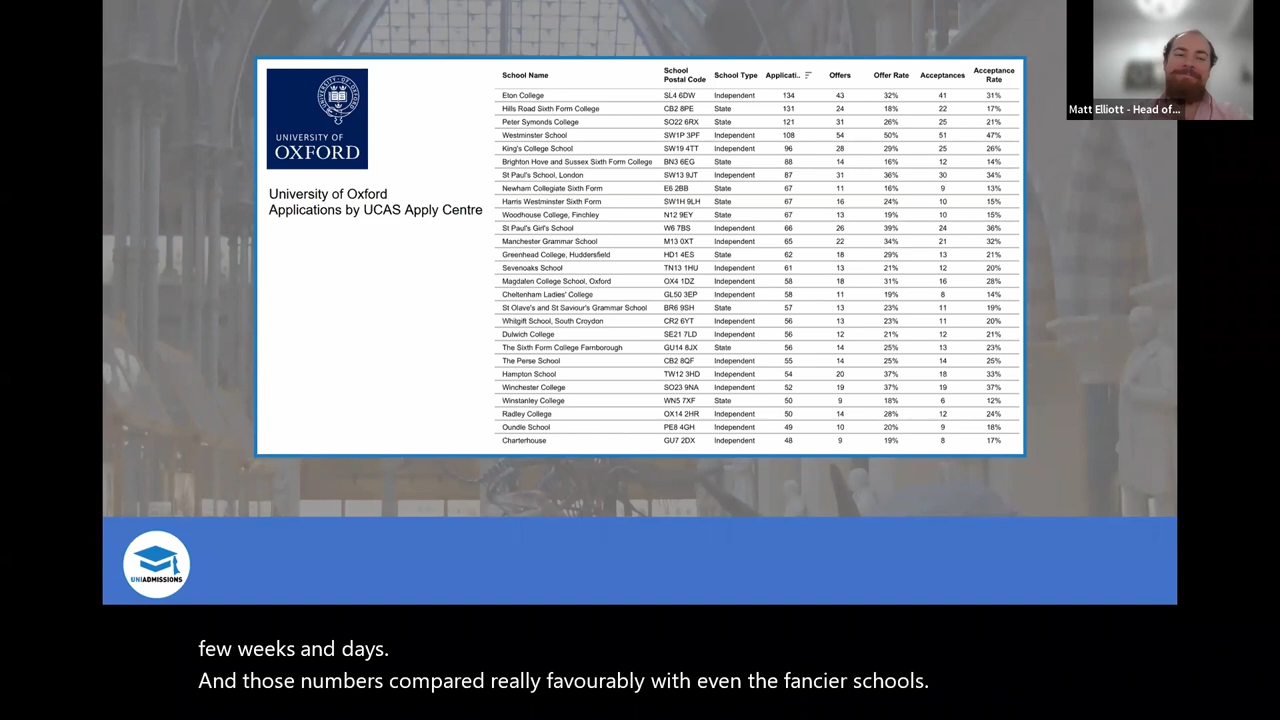 Matt Elliott - Head of...
UNIVERSITY OF
OXFORD
University of Oxford
Applications by UCAS Apply Centre
School Name School Postal Code School Type Applicati.. Offers Offer Rate Acceptances Acceptance Rate
Eton College SL4 6DW Independent 134 43 32% 41 31%
Hills Road Sixth Form College CB2 8PE State 131 24 18% 22 17%
Peter Symonds College SO22 6RX State 121 31 26% 25 21%
Westminster School SW1P 3PF Independent 108 54 50% 51 47%
King's College School SW19 4TT Independent 96 28 29% 25 26%
Brighton Hove and Sussex Sixth Form College BN3 6EG State 88 14 16% 12 14%
St Paul's School, London SW13 9JT Independent 87 31 36% 30 34%
Newham Collegiate Sixth Form E6 2BB State 67 11 16% 9 13%
Harris Westminster Sixth Form SW1H 9LH State 67 16 24% 10 15%
Woodhouse College, Finchley N12 9EY State 67 13 19% 10 15%
St Paul's Girl's School W6 7BS Independent 66 26 39% 24 36%
Manchester Grammar School M13 0XT Independent 65 22 34% 21 32%
Greenhead College, Huddersfield HD1 4ES State 62 18 29% 13 21%
Sevenoaks School TN13 1HU Independent 61 13 21% 12 20%
Magdalen College School, Oxford OX4 1DZ Independent 58 18 31% 16 28%
Cheltenham Ladies' College GL50 3EP Independent 58 11 19% 8 14%
St Olave's and St Saviour's Grammar School BR6 9SH State 57 13 23% 11 19%
Whitgift School, South Croydon CR2 6YT Independent 56 13 23% 11 20%
Dulwich College SE21 7LD Independent 56 12 21% 12 21%
The Sixth Form College Farnborough GU14 8JX State 56 14 25% 13 23%
The Perse School CB2 8QF Independent 55 14 25% 14 25%
Hampton School TW12 3HD Independent 54 20 37% 18 33%
Winchester College SO23 9NA Independent 52 19 37% 19 37%
Winstanley College WN5 7XF State 50 9 18% 6 12%
Radley College OX14 2HR Independent 50 14 28% 12 24%
Oundle School PE8 4GH Independent 49 10 20% 9 18%
Charterhouse GU7 2DX Independent 48 9 19% 8 17%
UNIADMISSIONS
few weeks and days.
And those numbers compared really favourably with even the fancier schools.